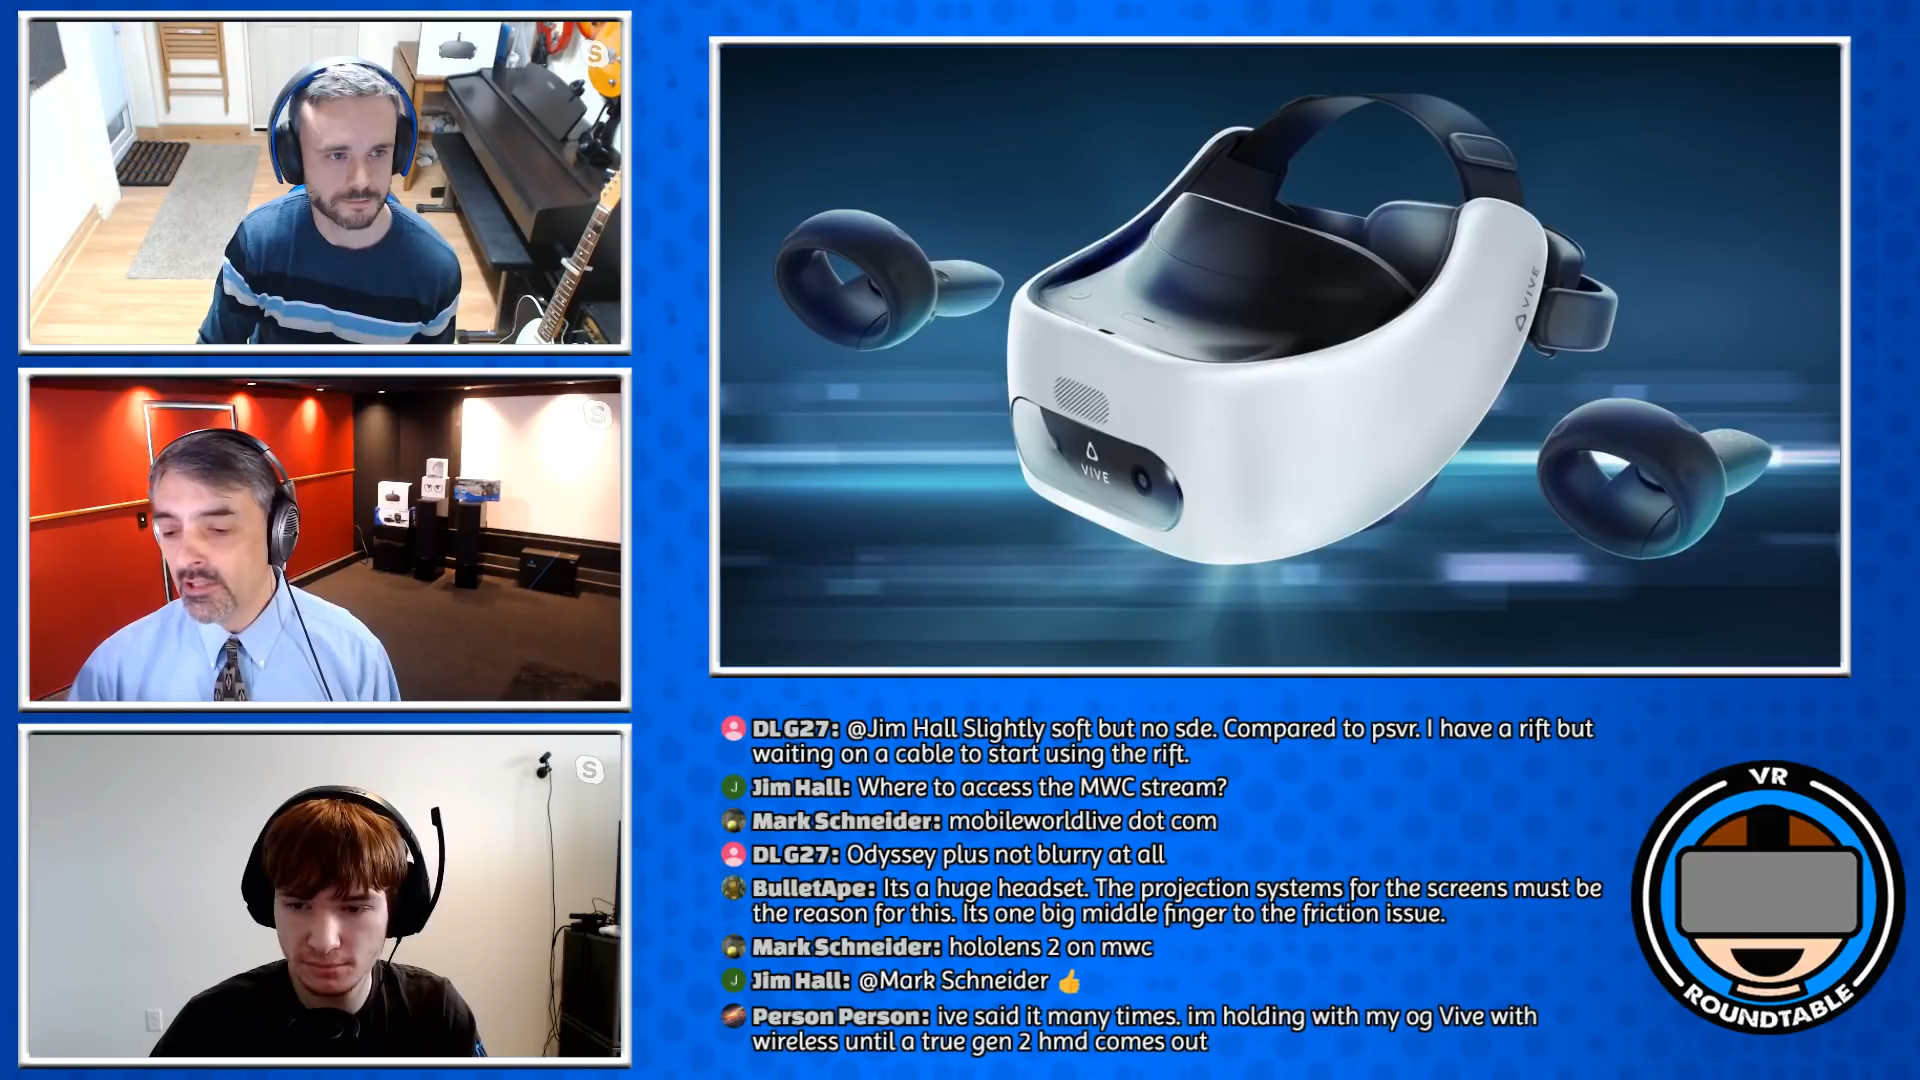 S
S
S
VIVE
VIVE
DLG27: @Jim Hall Slightly soft but no sde. Compared to psvr. I have a rift but
waiting on a cable to start using the rift.
J Jim Hall: Where to access the MWC stream?
Mark Schneider: mobileworldlive dot com
DLG27: Odyssey plus not blurry at all
BulletApe: Its a huge headset. The projection systems for the screens must be
the reason for this. Its one big middle finger to the friction issue.
Mark Schneider: hololens 2 on mwc
J Jim Hall: @Mark Schneider 👍
Person Person: ive said it many times. im holding with my og Vive with
wireless until a true gen 2 hmd comes out
VR
ROUNDTABLE